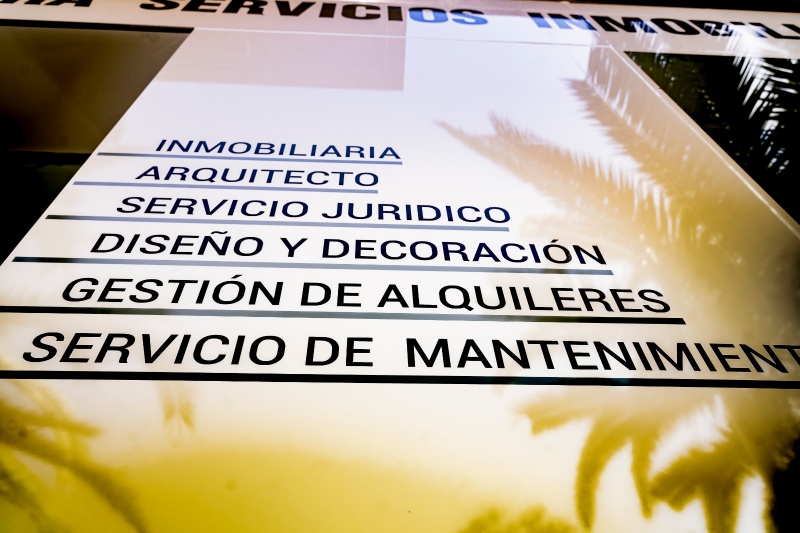 SERVICIOS
INMOBILIARIA
ARQUITECTO
SERVICIO JURIDICO
DISEÑO Y DECORACIÓN
GESTIÓN DE ALQUILERES
SERVICIO DE MANTENIMIENT